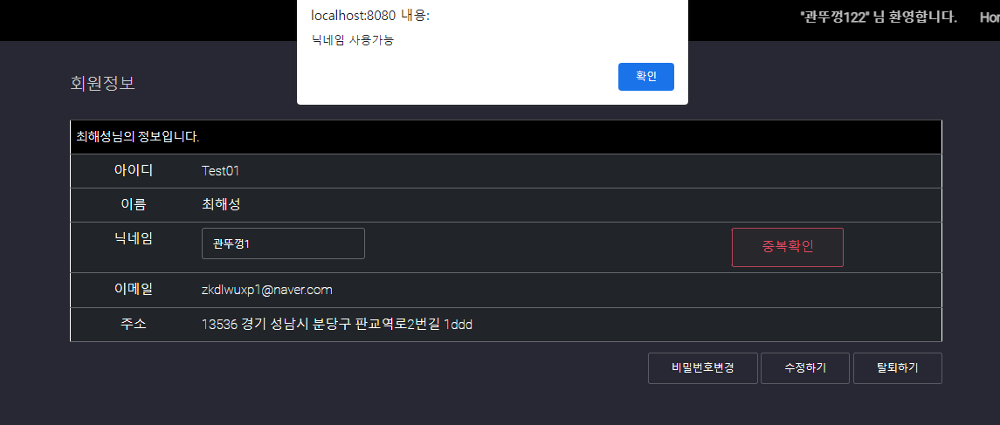 "관뚜껑122" 님 환영합니다.
localhost:8080 내용:
닉네임 사용가능
확인
회원정보
최해성님의 정보입니다.
아이디 Test01
이름 최해성
닉네임 관뚜껑1 중복확인
이메일 zkdlwuxp1@naver.com
주소 13536 경기 성남시 분당구 판교역로2번길 1ddd
비밀번호변경 수정하기 탈퇴하기